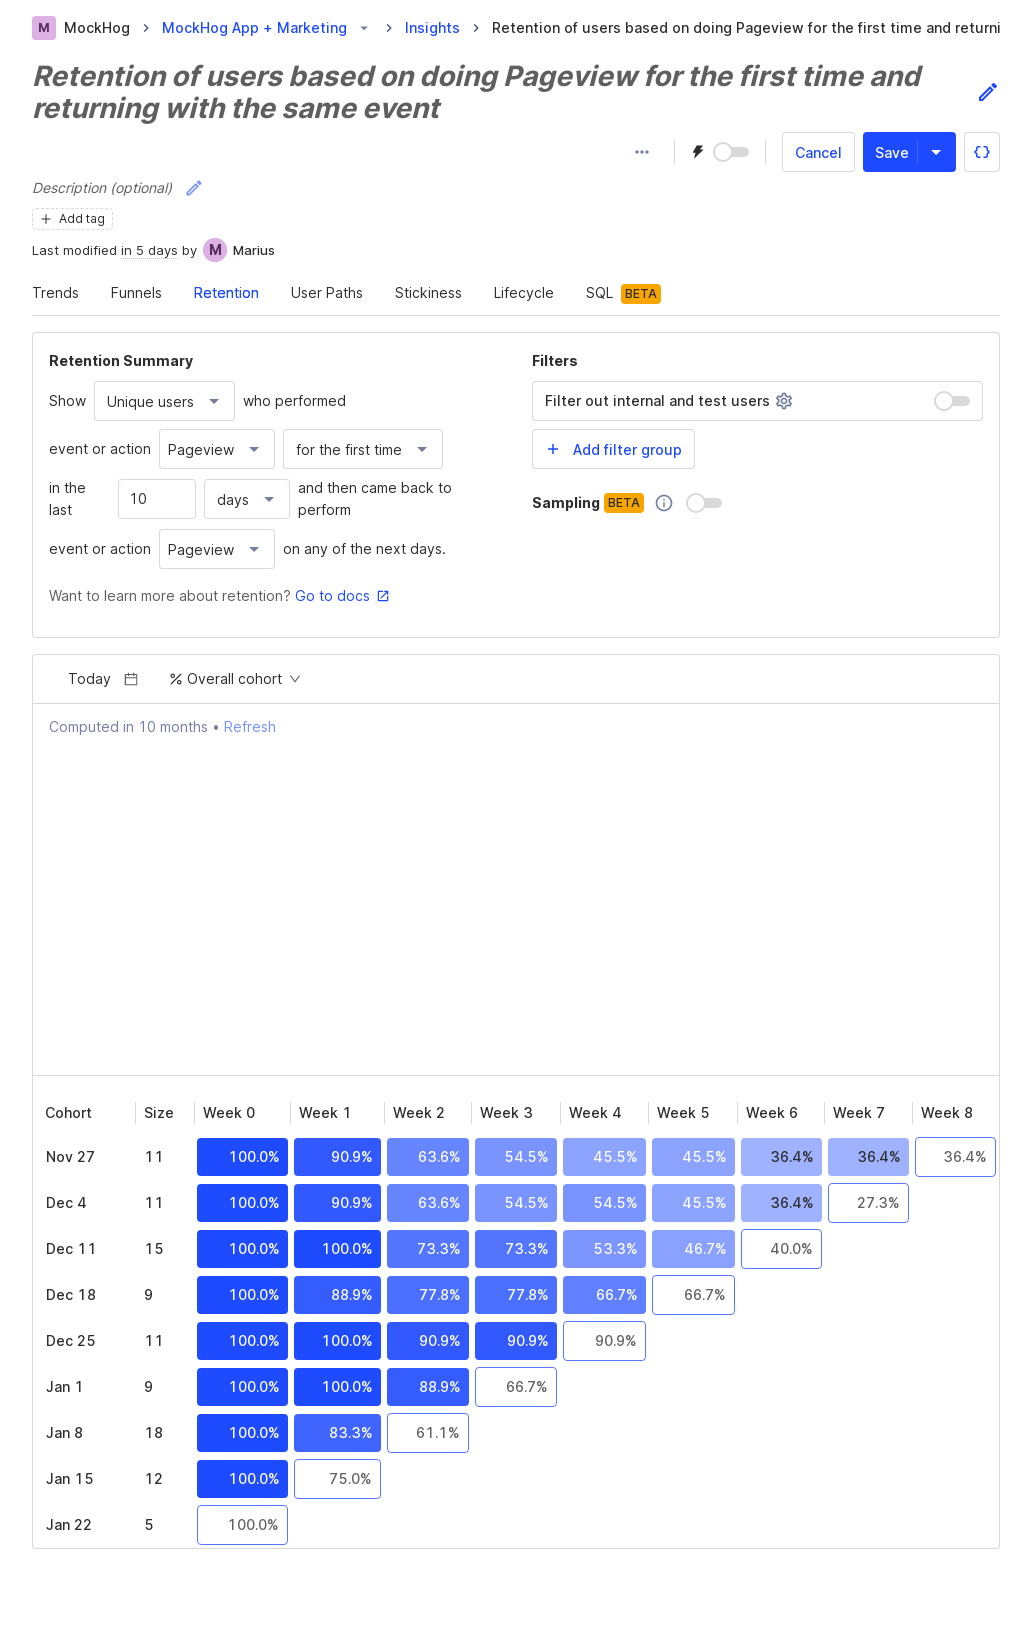 M MockHog MockHog App + Marketing Insights Retention of users based on doing Pageview for the first time and returni
Retention of users based on doing Pageview for the first time and
returning with the same event
Cancel Save
Description (optional)
Add tag
Last modified in 5 days by M Marius
Trends Funnels Retention User Paths Stickiness Lifecycle SQL BETA
Retention Summary
Show Unique users who performed
event or action Pageview for the first time
in the last 10 days and then came back to perform
event or action Pageview on any of the next days.
Want to learn more about retention? Go to docs
Filters
Filter out internal and test users
+ Add filter group
Sampling BETA
Today % Overall cohort
Computed in 10 months • Refresh
Cohort Size Week 0 Week 1 Week 2 Week 3 Week 4 Week 5 Week 6 Week 7 Week 8
Nov 27 11 100.0% 90.9% 63.6% 54.5% 45.5% 45.5% 36.4% 36.4% 36.4%
Dec 4 11 100.0% 90.9% 63.6% 54.5% 54.5% 45.5% 36.4% 27.3%
Dec 11 15 100.0% 100.0% 73.3% 73.3% 53.3% 46.7% 40.0%
Dec 18 9 100.0% 88.9% 77.8% 77.8% 66.7% 66.7%
Dec 25 11 100.0% 100.0% 90.9% 90.9% 90.9%
Jan 1 9 100.0% 100.0% 88.9% 66.7%
Jan 8 18 100.0% 83.3% 61.1%
Jan 15 12 100.0% 75.0%
Jan 22 5 100.0%